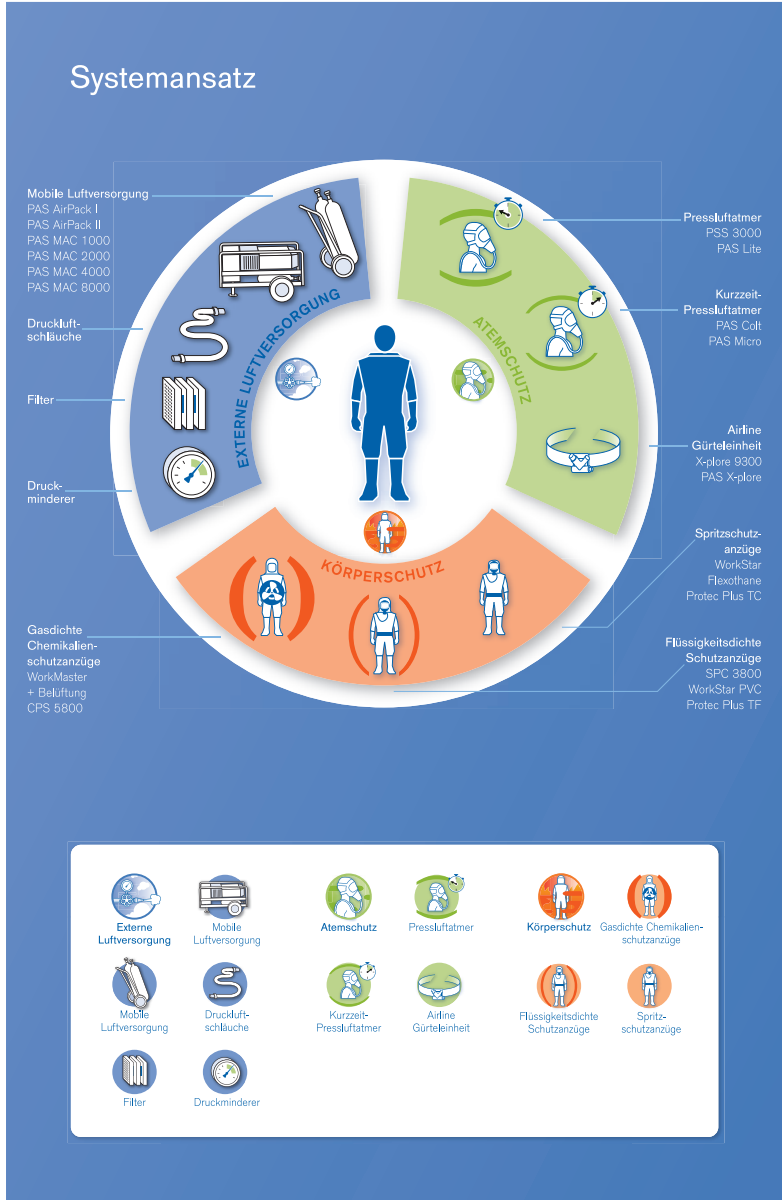 Systemansatz
Mobile Luftversorgung
PAS AirPack I
PAS AirPack II
PAS MAC 1000
PAS MAC 2000
PAS MAC 4000
PAS MAC 8000
Druckluft-
schläuche
Filter
Druck-
minderer
Gasdichte
Chemikalien-
schutzanzüge
WorkMaster
+ Belüftung
CPS 5800
EXTERNE LUFTVERSORGUNG
ATEMSCHUTZ
KÖRPERSCHUTZ
Pressluftatmer
PSS 3000
PAS Lite
Kurzzeit-
Pressluftatmer
PAS Colt
PAS Micro
Airline
Gürteleinheit
X-plore 9300
PAS X-plore
Spritzschutz-
anzüge
WorkStar
Flexothane
Protec Plus TC
Flüssigkeitsdichte
Schutzanzüge
SPC 3800
WorkStar PVC
Protec Plus TF
Externe
Luftversorgung
Mobile
Luftversorgung
Atemschutz
Pressluftatmer
Körperschutz
Gasdichte Chemikalien-
schutzanzüge
Mobile
Luftversorgung
Druckluft-
schläuche
Kurzzeit-
Pressluftatmer
Airline
Gürteleinheit
Flüssigkeitsdichte
Schutzanzüge
Spritz-
schutzanzüge
Filter
Druckminderer